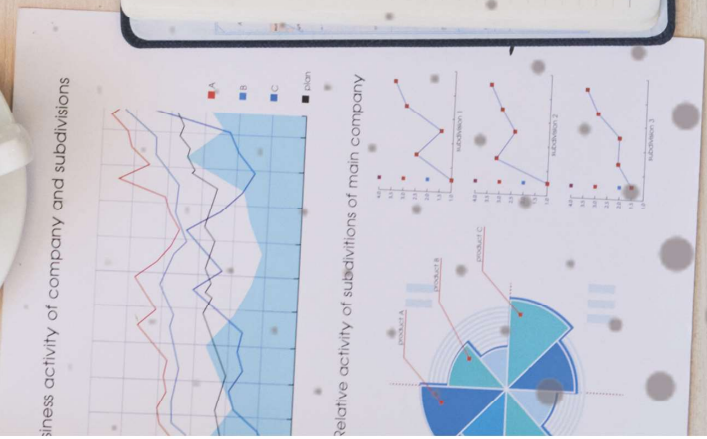 siness activity of company and subdivisions
A
B
C
plan
Relative activity of subdivitions of main company
subdivision 1
subdivision 2
subdivision 3
product A
product B
product C